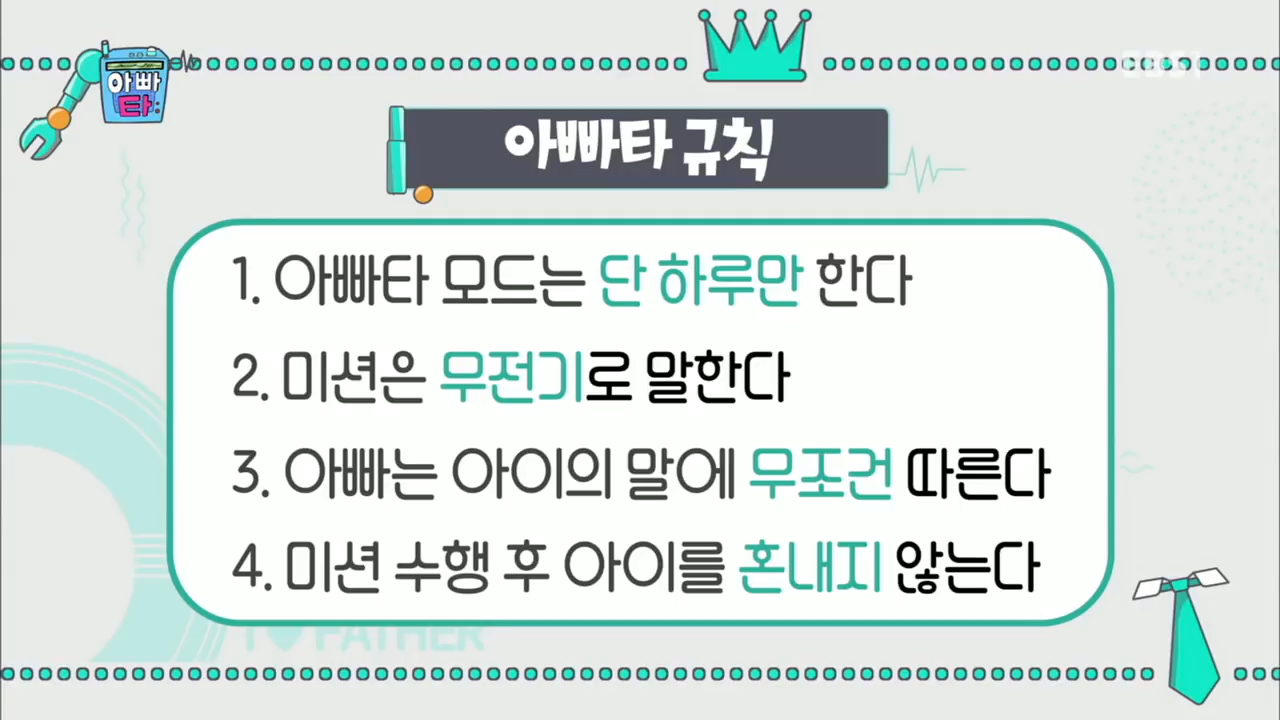 아빠
타
EBS1
아빠타 규칙
1. 아빠타 모드는 단 하루만 한다
2. 미션은 무전기로 말한다
3. 아빠는 아이의 말에 무조건 따른다
4. 미션 수행 후 아이를 혼내지 않는다
FATHER